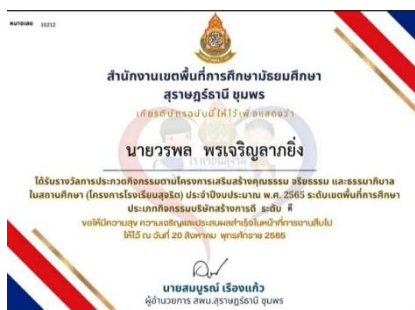 หมายเลข 10212
สำนักงานเขตพื้นที่การศึกษามัธยมศึกษา
สุราษฎร์ธานี ชุมพร
เกียรติบัตรฉบับนี้ให้ไว้เพื่อแสดงว่า
นายวรพล พรเจริญลาภยิ่ง
ได้รับรางวัลการประกวดกิจกรรมตามโครงการเสริมสร้างคุณธรรม จริยธรรม และธรรมาภิบาล
ในสถานศึกษา (โครงการโรงเรียนสุจริต) ประจำปีงบประมาณ พ.ศ. 2565 ระดับเขตพื้นที่การศึกษา
ประเภทกิจกรรมบริษัทสร้างการดี ระดับ ดี
ขอให้มีความสุข ความเจริญและประสบผลสำเร็จในหน้าที่การงานสืบไป
ให้ไว้ ณ วันที่ 20 สิงหาคม พุทธศักราช 2565
นายสมบูรณ์ เรืองแก้ว
ผู้อำนวยการ สพม.สุราษฎร์ธานี ชุมพร